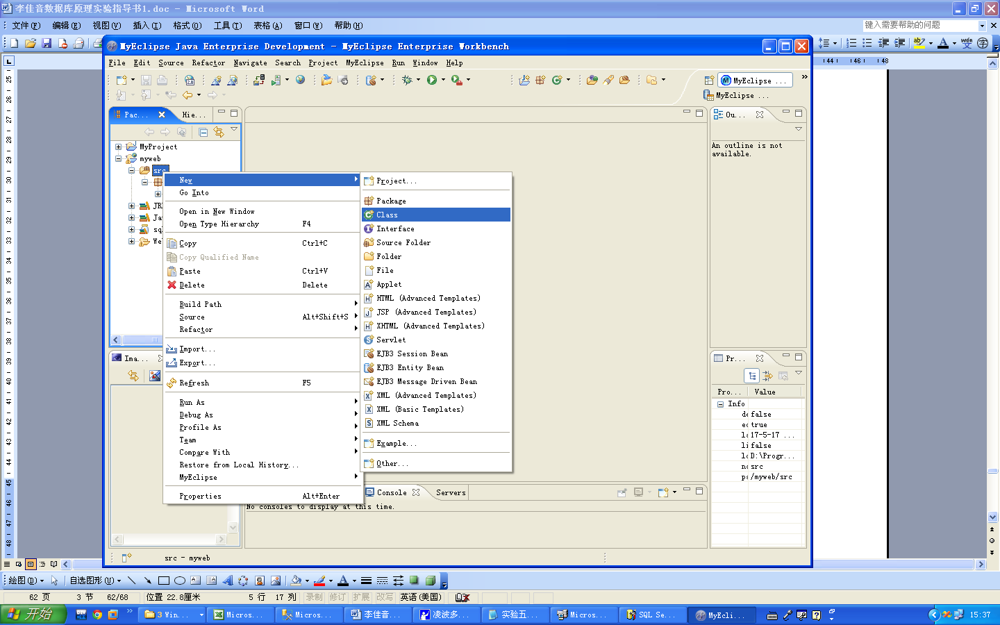 李佳音数据库原理实验指导书1.doc - Microsoft Word
文件(F) 编辑(E) 视图(V) 插入(I) 格式(O) 工具(T) 表格(A) 窗口(W) 帮助(H)
键入需要帮助的问题
MyEclipse Java Enterprise Development - MyEclipse Enterprise Workbench
File Edit Source Refactor Navigate Search Project MyEclipse Run Window Help
MyEclipse ...
MyEclipse ...
Pac... Hie...
Ou...
MyProject
myweb
src
An outline is not available.
New
Go Into
Open in New Window
Open Type Hierarchy F4
Copy Ctrl+C
Copy Qualified Name
Paste Ctrl+V
Delete Delete
Build Path
Source Alt+Shift+S
Refactor
Import...
Export...
Refresh F5
Run As
Debug As
Profile As
Team
Compare With
Restore from Local History...
MyEclipse
Properties Alt+Enter
Project...
Package
Class
Interface
Source Folder
Folder
File
Applet
HTML (Advanced Templates)
JSP (Advanced Templates)
XHTML (Advanced Templates)
Servlet
EJB3 Session Bean
EJB3 Entity Bean
EJB3 Message Driven Bean
XML (Advanced Templates)
XML (Basic Templates)
XML Schema
Example...
Other...
Ima...
Pr...
Pro... Value
Info
false
true
17-5-17 ...
false
D:\Progr...
src
/myweb/src
Console Servers
No consoles to display at this time.
src - myweb
绘图(D) 自选图形(U)
62 页 3 节 62/68 位置 22.8厘米 5 行 17 列 录制 修订 扩展 改写 英语(美国)
开始 3 Win... Micros... Micros... 李佳音... 凌波多... 实验五... Micros... SQL Se... MyEcli... 15:37